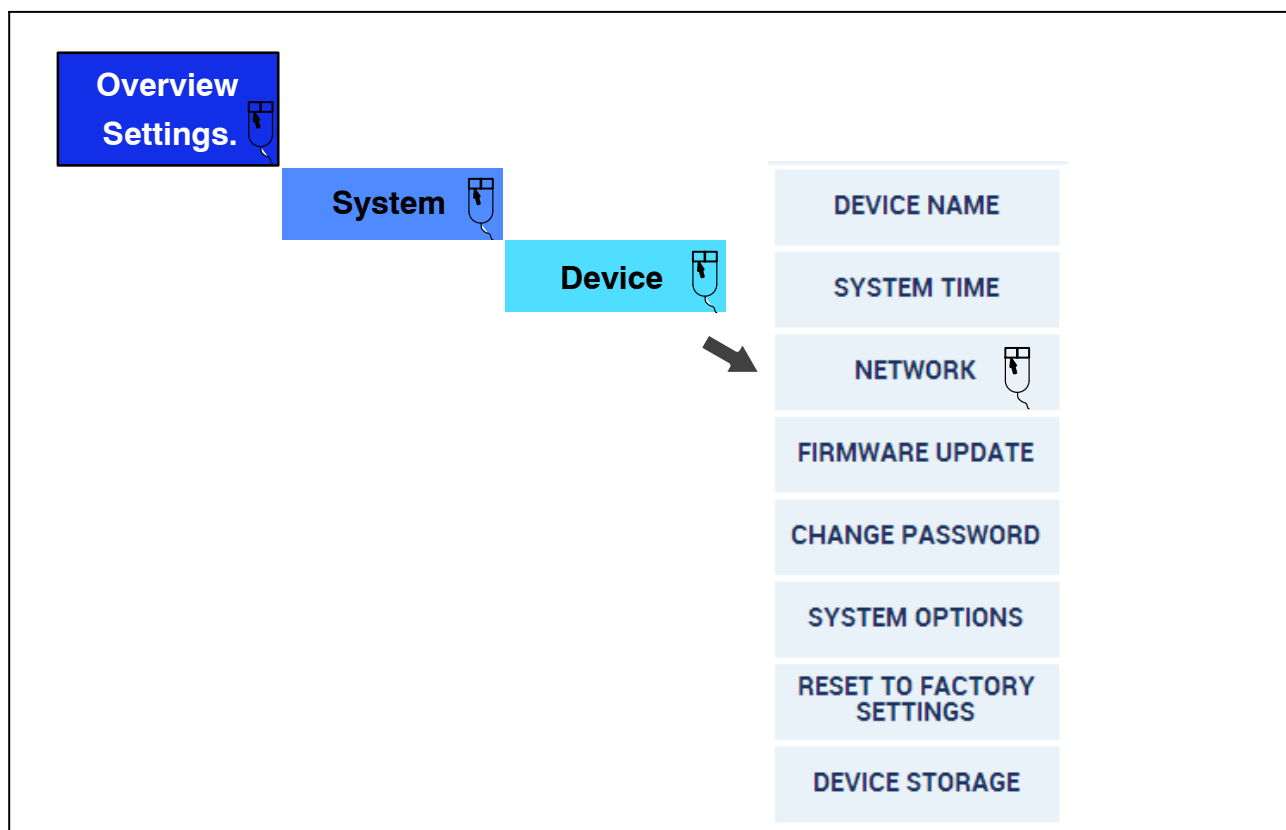 Overview
Settings.
System
Device
DEVICE NAME
SYSTEM TIME
NETWORK
FIRMWARE UPDATE
CHANGE PASSWORD
SYSTEM OPTIONS
RESET TO FACTORY
SETTINGS
DEVICE STORAGE